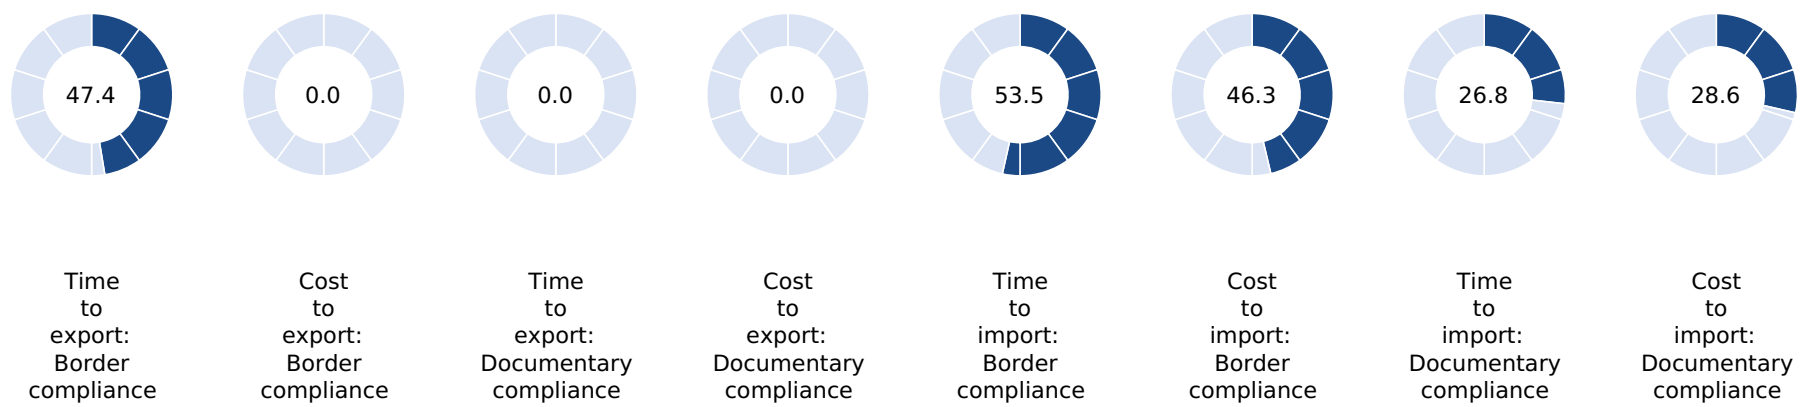 47.4
0.0
0.0
0.0
53.5
46.3
26.8
28.6
Time
to
export:
Border
compliance
Cost
to
export:
Border
compliance
Time
to
export:
Documentary
compliance
Cost
to
export:
Documentary
compliance
Time
to
import:
Border
compliance
Cost
to
import:
Border
compliance
Time
to
import:
Documentary
compliance
Cost
to
import:
Documentary
compliance